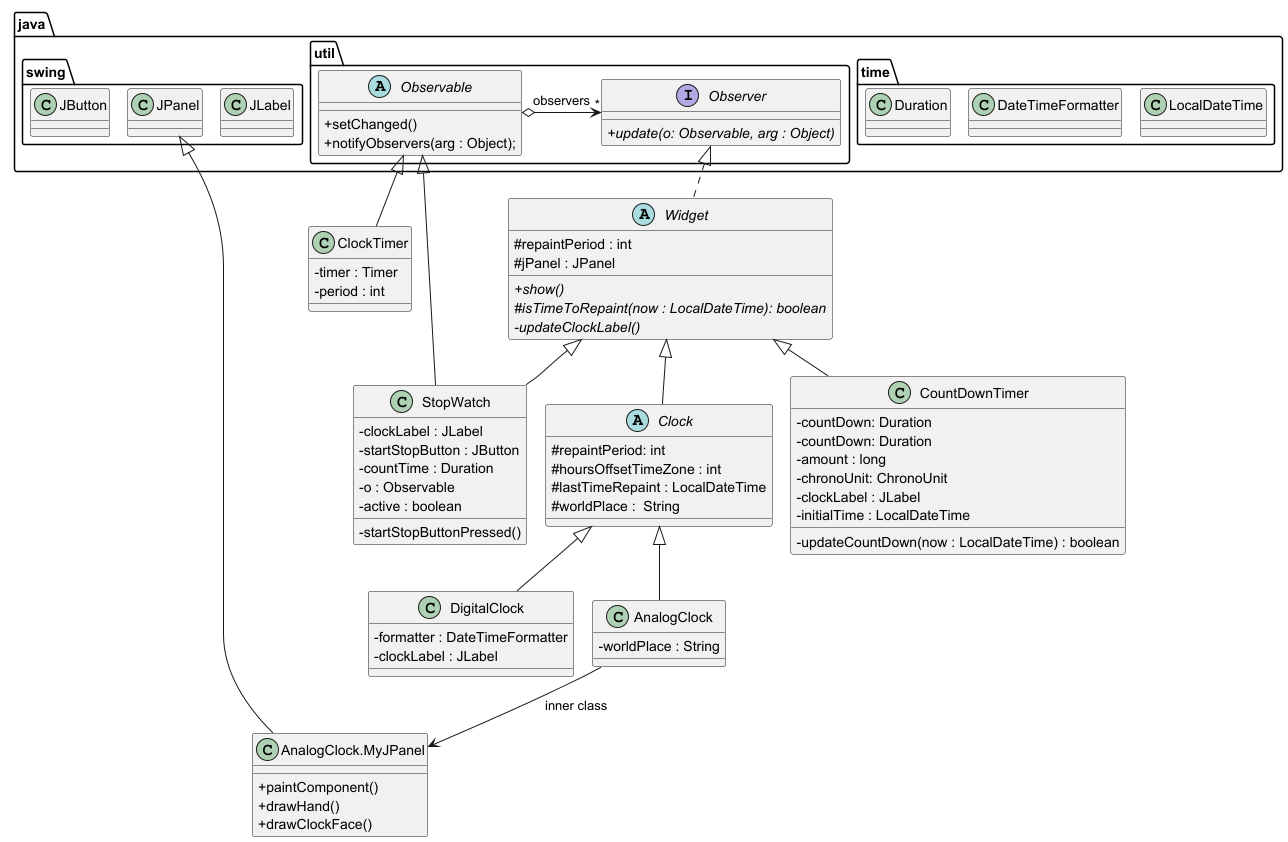 java
swing
C JButton
C JPanel
C JLabel
util
A Observable
+setChanged()
+notifyObservers(arg : Object);
observers *
I Observer
+update(o: Observable, arg : Object)
time
C Duration
C DateTimeFormatter
C LocalDateTime
C ClockTimer
-timer : Timer
-period : int
A Widget
#repaintPeriod : int
#jPanel : JPanel
+show()
#isTimeToRepaint(now : LocalDateTime): boolean
-updateClockLabel()
C StopWatch
-clockLabel : JLabel
-startStopButton : JButton
-countTime : Duration
-o : Observable
-active : boolean
-startStopButtonPressed()
A Clock
#repaintPeriod: int
#hoursOffsetTimeZone : int
#lastTimeRepaint : LocalDateTime
#worldPlace :  String
C CountDownTimer
-countDown: Duration
-countDown: Duration
-amount : long
-chronoUnit: ChronoUnit
-clockLabel : JLabel
-initialTime : LocalDateTime
-updateCountDown(now : LocalDateTime) : boolean
C DigitalClock
-formatter : DateTimeFormatter
-clockLabel : JLabel
C AnalogClock
-worldPlace : String
inner class
C AnalogClock.MyJPanel
+paintComponent()
+drawHand()
+drawClockFace()